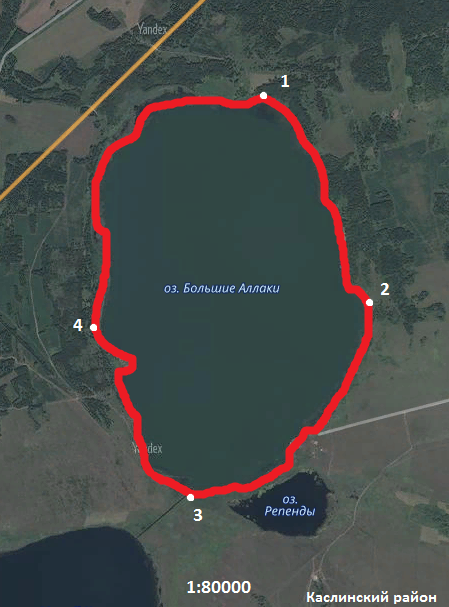 Yandex
1
оз. Большие Аллаки
2
4
Yandex
3
оз.
Репенды
1:80000
Каслинский район